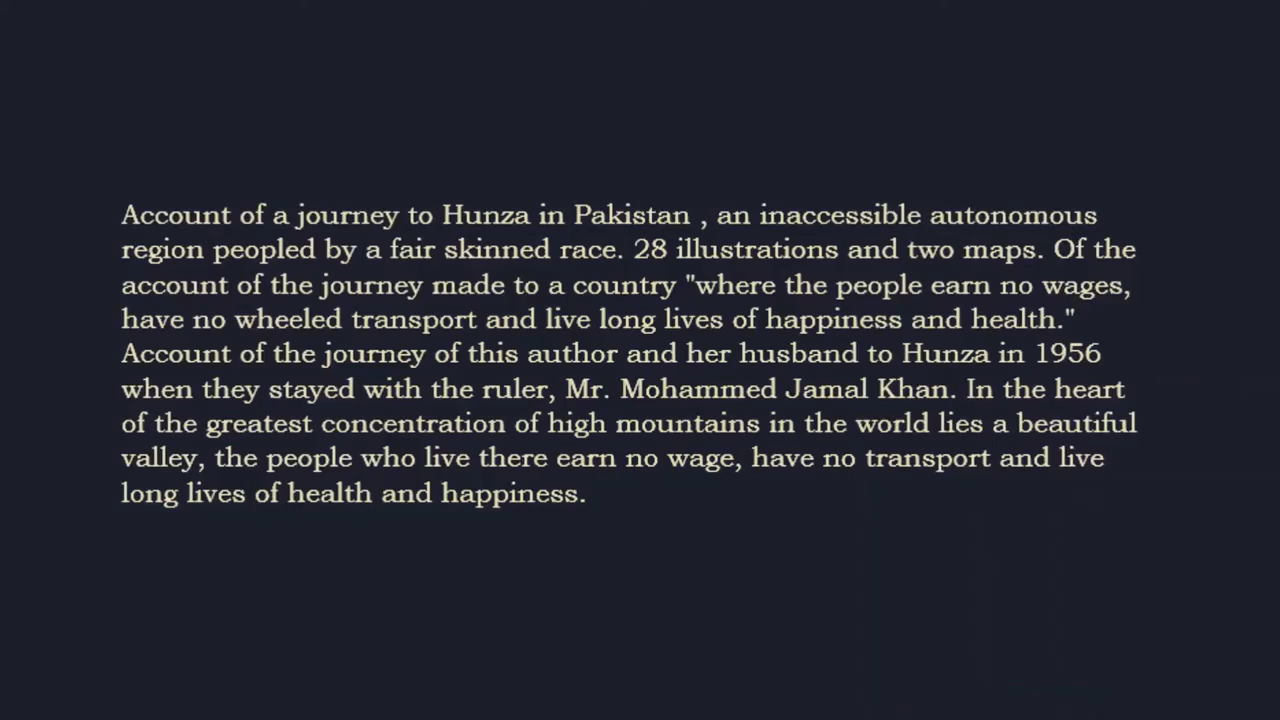 Account of a journey to Hunza in Pakistan , an inaccessible autonomous
region peopled by a fair skinned race. 28 illustrations and two maps. Of the
account of the journey made to a country "where the people earn no wages,
have no wheeled transport and live long lives of happiness and health."
Account of the journey of this author and her husband to Hunza in 1956
when they stayed with the ruler, Mr. Mohammed Jamal Khan. In the heart
of the greatest concentration of high mountains in the world lies a beautiful
valley, the people who live there earn no wage, have no transport and live
long lives of health and happiness.